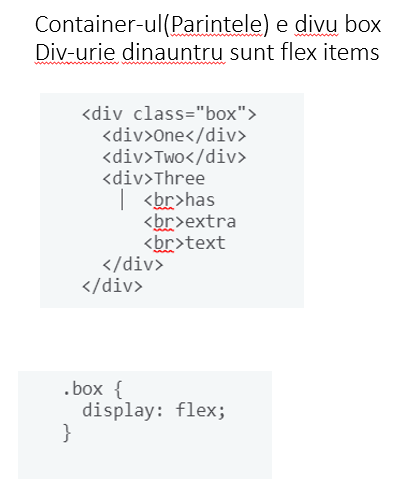 Container-ul(Parintele) e divu box
Div-urie dinauntru sunt flex items
<div class="box">
<div>One</div>
<div>Two</div>
<div>Three
<br>has
<br>extra
<br>text
</div>
</div>
.box {
display: flex;
}